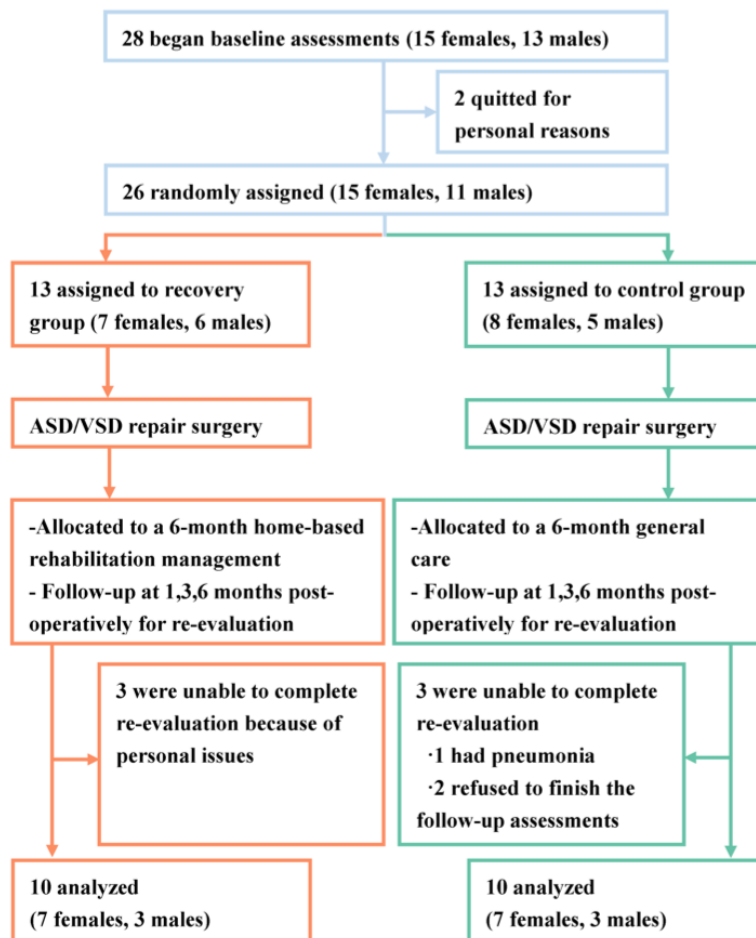 28 began baseline assessments (15 females, 13 males)
2 quitted for
personal reasons
26 randomly assigned (15 females, 11 males)
13 assigned to recovery
group (7 females, 6 males)
13 assigned to control group
(8 females, 5 males)
ASD/VSD repair surgery
ASD/VSD repair surgery
-Allocated to a 6-month home-based
rehabilitation management
- Follow-up at 1,3,6 months post-
operatively for re-evaluation
-Allocated to a 6-month general
care
- Follow-up at 1,3,6 months post-
operatively for re-evaluation
3 were unable to complete
re-evaluation because of
personal issues
3 were unable to complete
re-evaluation
·1 had pneumonia
·2 refused to finish the
follow-up assessments
10 analyzed
(7 females, 3 males)
10 analyzed
(7 females, 3 males)